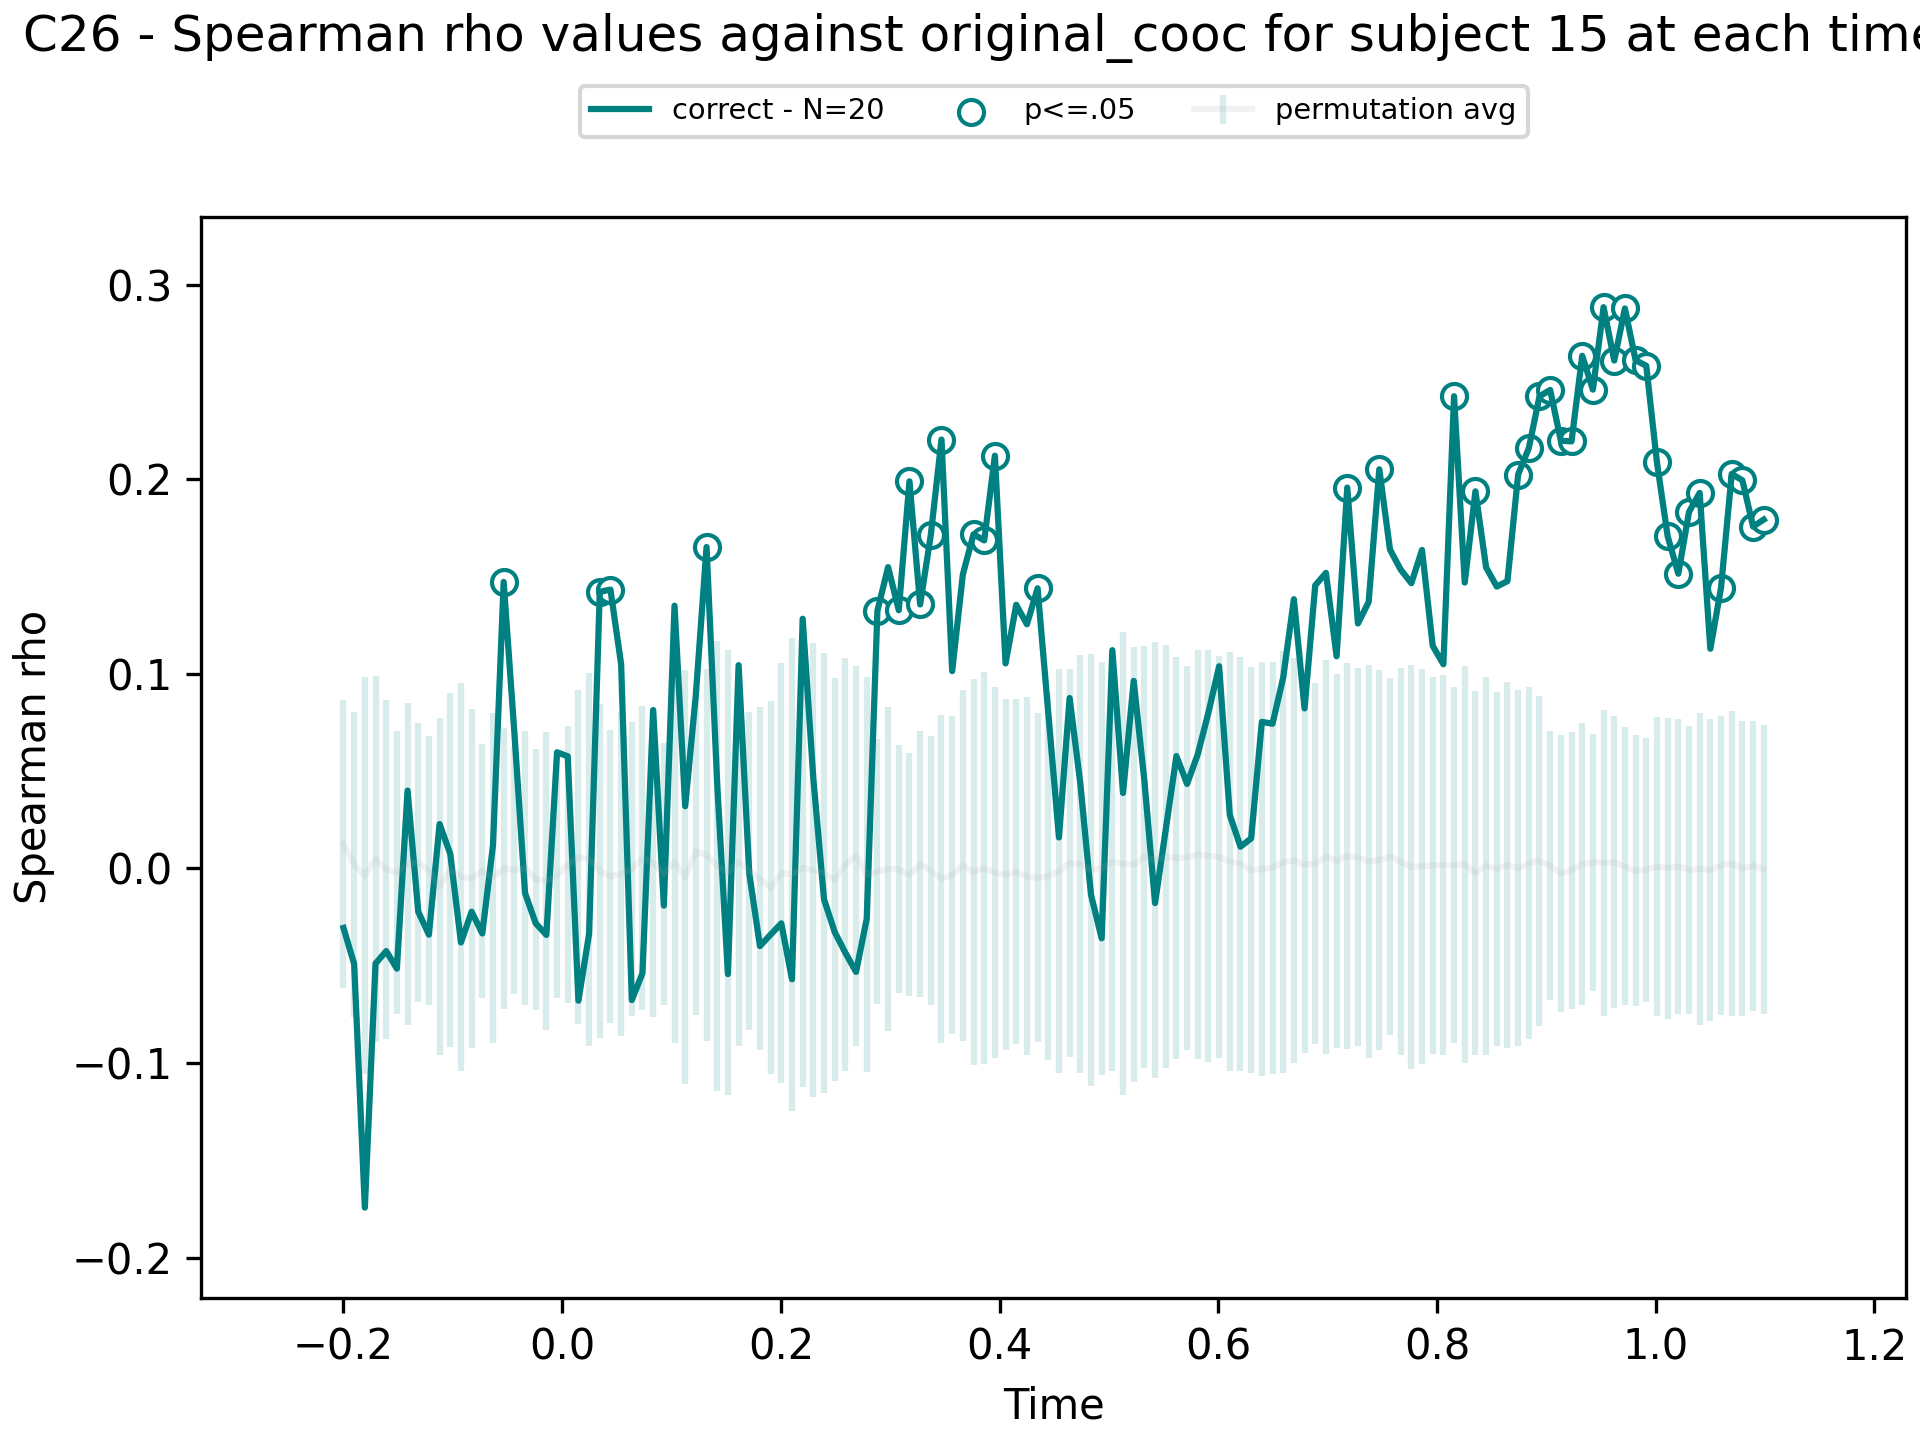 C26 - Spearman rho values against original_cooc for subject 15 at each time
correct - N=20 p<=.05 permutation avg
0.3
0.2
0.1
0.0
−0.1
−0.2
Spearman rho
−0.2 0.0 0.2 0.4 0.6 0.8 1.0 1.2
Time